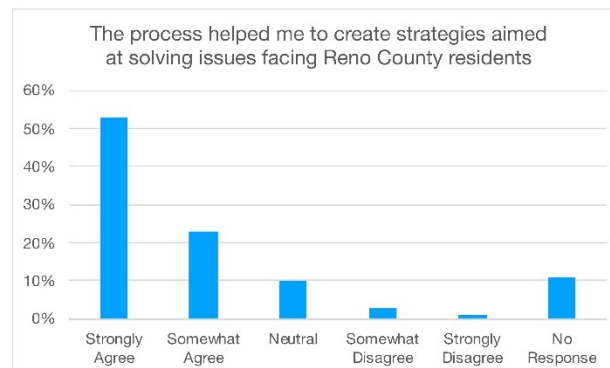 The process helped me to create strategies aimed
at solving issues facing Reno County residents
60%
50%
40%
30%
20%
10%
0%
Strongly Agree
Somewhat Agree
Neutral
Somewhat Disagree
Strongly Disagree
No Response